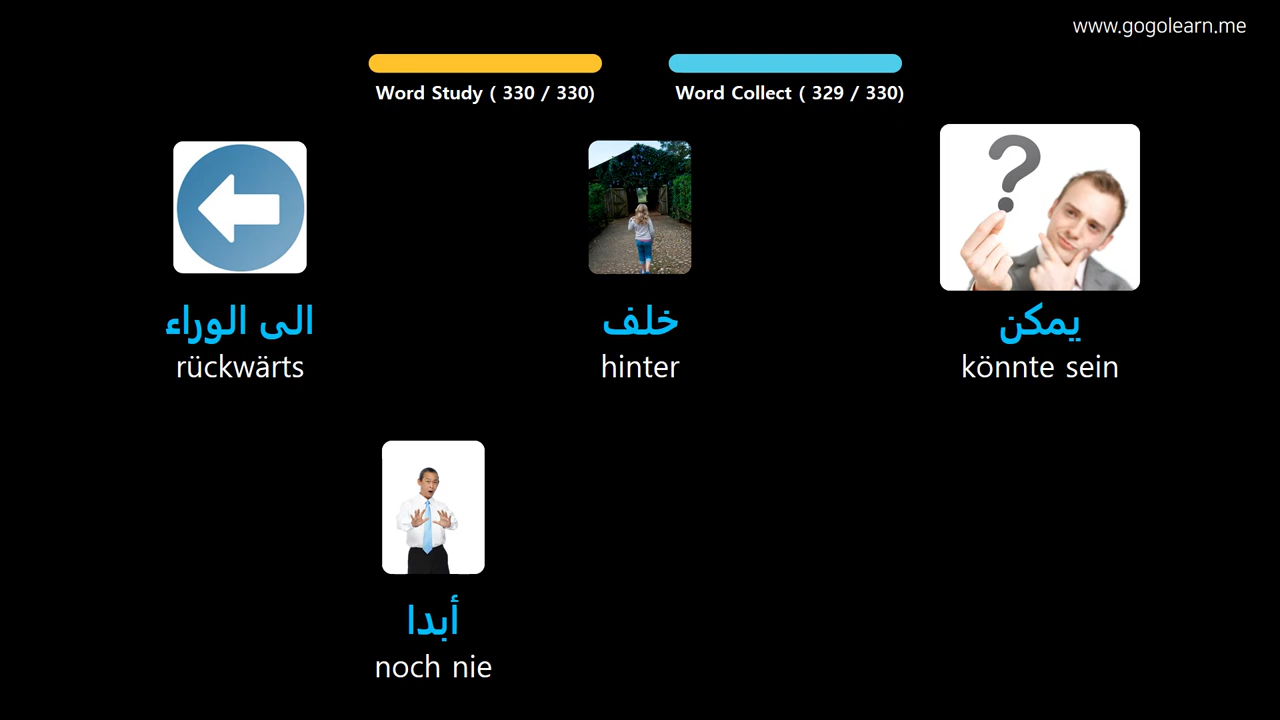 www.gogolearn.me
Word Study ( 330 / 330)
Word Collect ( 329 / 330)
الى الوراء
rückwärts
خلف
hinter
يمكن
könnte sein
أبدا
noch nie